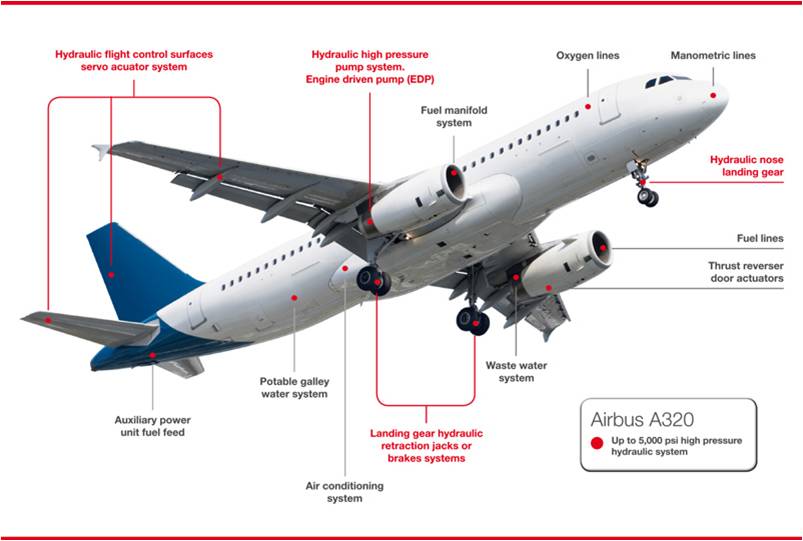 Hydraulic flight control surfaces
servo acuator system
Hydraulic high pressure
pump system.
Engine driven pump (EDP)
Oxygen lines
Manometric lines
Fuel manifold
system
Hydraulic nose
landing gear
Fuel lines
Thrust reverser
door actuators
Waste water
system
Potable galley
water system
Auxiliary power
unit fuel feed
Landing gear hydraulic
retraction jacks or
brakes systems
Air conditioning
system
Airbus A320
Up to 5,000 psi high pressure
hydraulic system